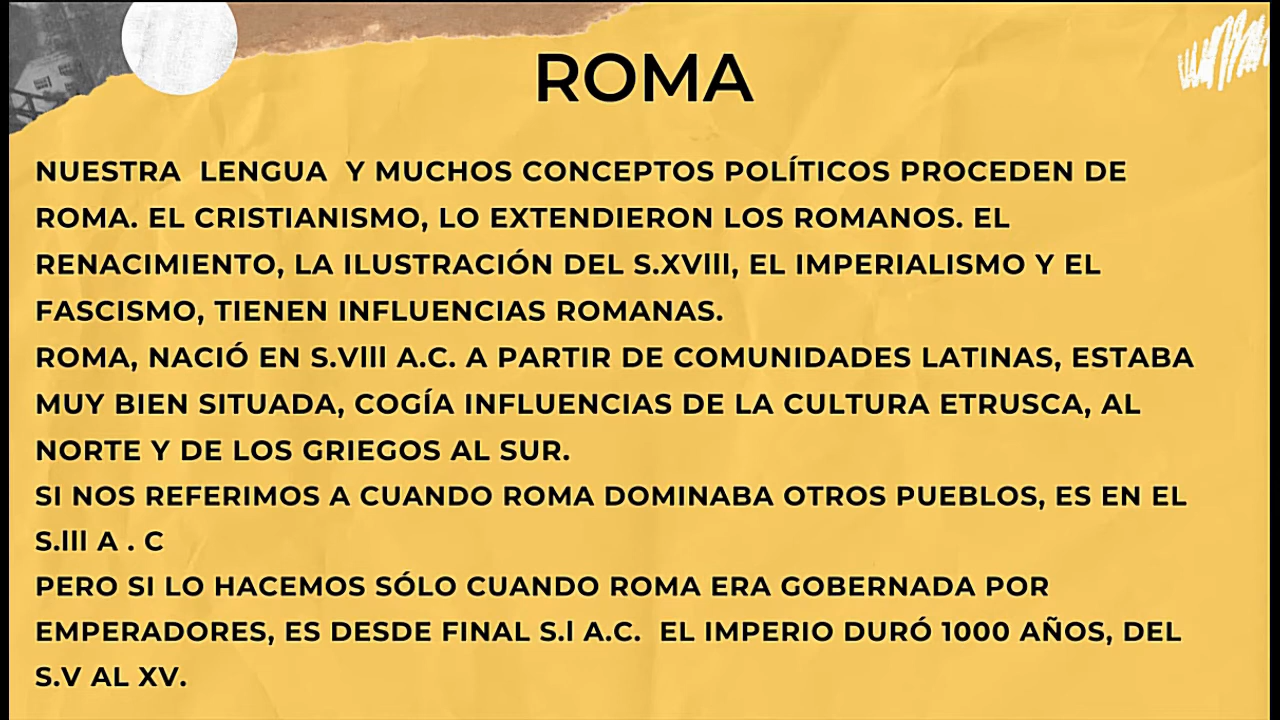 ROMA
NUESTRA LENGUA Y MUCHOS CONCEPTOS POLÍTICOS PROCEDEN DE
ROMA. EL CRISTIANISMO, LO EXTENDIERON LOS ROMANOS. EL
RENACIMIENTO, LA ILUSTRACIÓN DEL S.XVlll, EL IMPERIALISMO Y EL
FASCISMO, TIENEN INFLUENCIAS ROMANAS.
ROMA, NACIÓ EN S.Vlll A.C. A PARTIR DE COMUNIDADES LATINAS, ESTABA
MUY BIEN SITUADA, COGÍA INFLUENCIAS DE LA CULTURA ETRUSCA, AL
NORTE Y DE LOS GRIEGOS AL SUR.
SI NOS REFERIMOS A CUANDO ROMA DOMINABA OTROS PUEBLOS, ES EN EL
S.lll A . C
PERO SI LO HACEMOS SÓLO CUANDO ROMA ERA GOBERNADA POR
EMPERADORES, ES DESDE FINAL S.l A.C. EL IMPERIO DURÓ 1000 AÑOS, DEL
S.V AL XV.